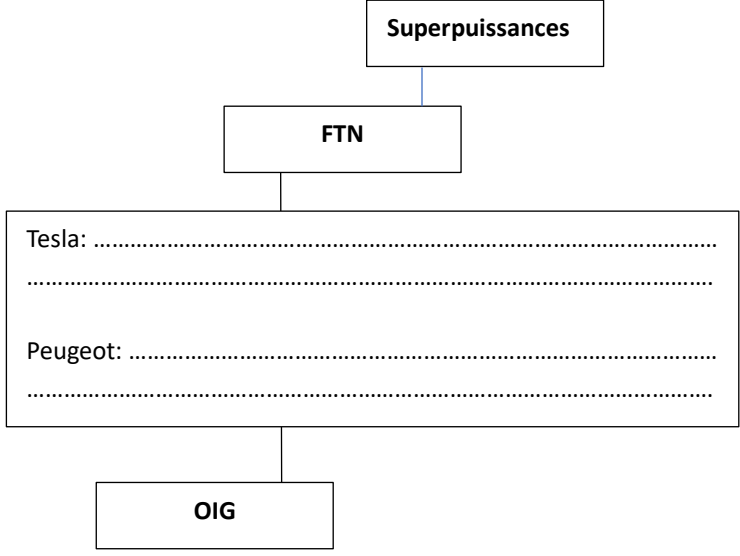 Superpuissances
FTN
Tesla: ……………………………………………………………………………………
…………………………………………………………………………………………….
Peugeot: ………………………………………………………………………………
…………………………………………………………………………………………….
OIG